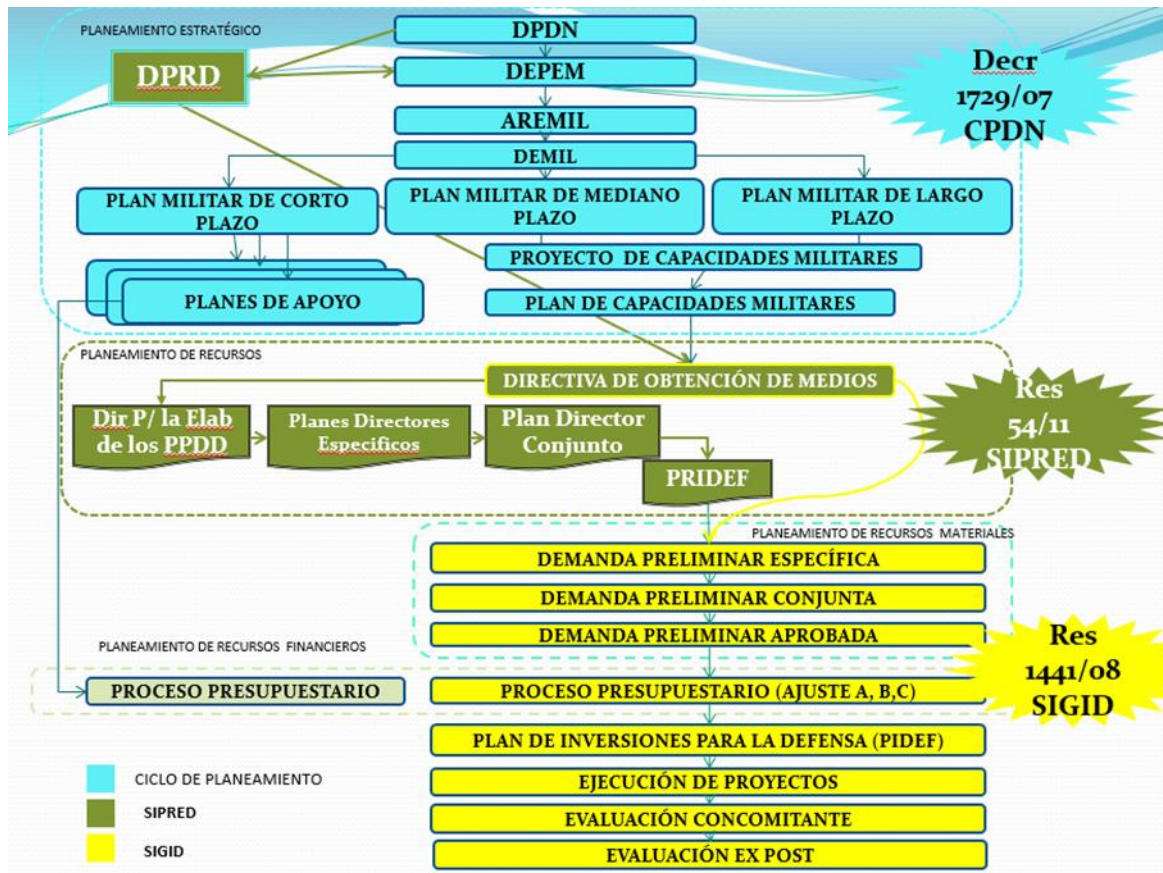 PLANEAMIENTO ESTRATÉGICO
DPDN
DPRD
DEPEM
Decr
1729/07
CPDN
AREMIL
DEMIL
PLAN MILITAR DE CORTO
PLAZO
PLAN MILITAR DE MEDIANO
PLAZO
PLAN MILITAR DE LARGO
PLAZO
PROYECTO DE CAPACIDADES MILITARES
PLANES DE APOYO
PLAN DE CAPACIDADES MILITARES
PLANEAMIENTO DE RECURSOS
DIRECTIVA DE OBTENCIÓN DE MEDIOS
Res
54/11
SIPRED
Dir P/ la Elab
de los PPDD
Planes Directores
Especificos
Plan Director
Conjunto
PRIDEF
PLANEAMIENTO DE RECURSOS MATERIALES
DEMANDA PRELIMINAR ESPECÍFICA
DEMANDA PRELIMINAR CONJUNTA
DEMANDA PRELIMINAR APROBADA
Res
1441/08
SIGID
PLANEAMIENTO DE RECURSOS FINANCIEROS
PROCESO PRESUPUESTARIO
PROCESO PRESUPUESTARIO (AJUSTE A, B,C)
PLAN DE INVERSIONES PARA LA DEFENSA (PIDEF)
EJECUCIÓN DE PROYECTOS
EVALUACIÓN CONCOMITANTE
EVALUACIÓN EX POST
CICLO DE PLANEAMIENTO
SIPRED
SIGID